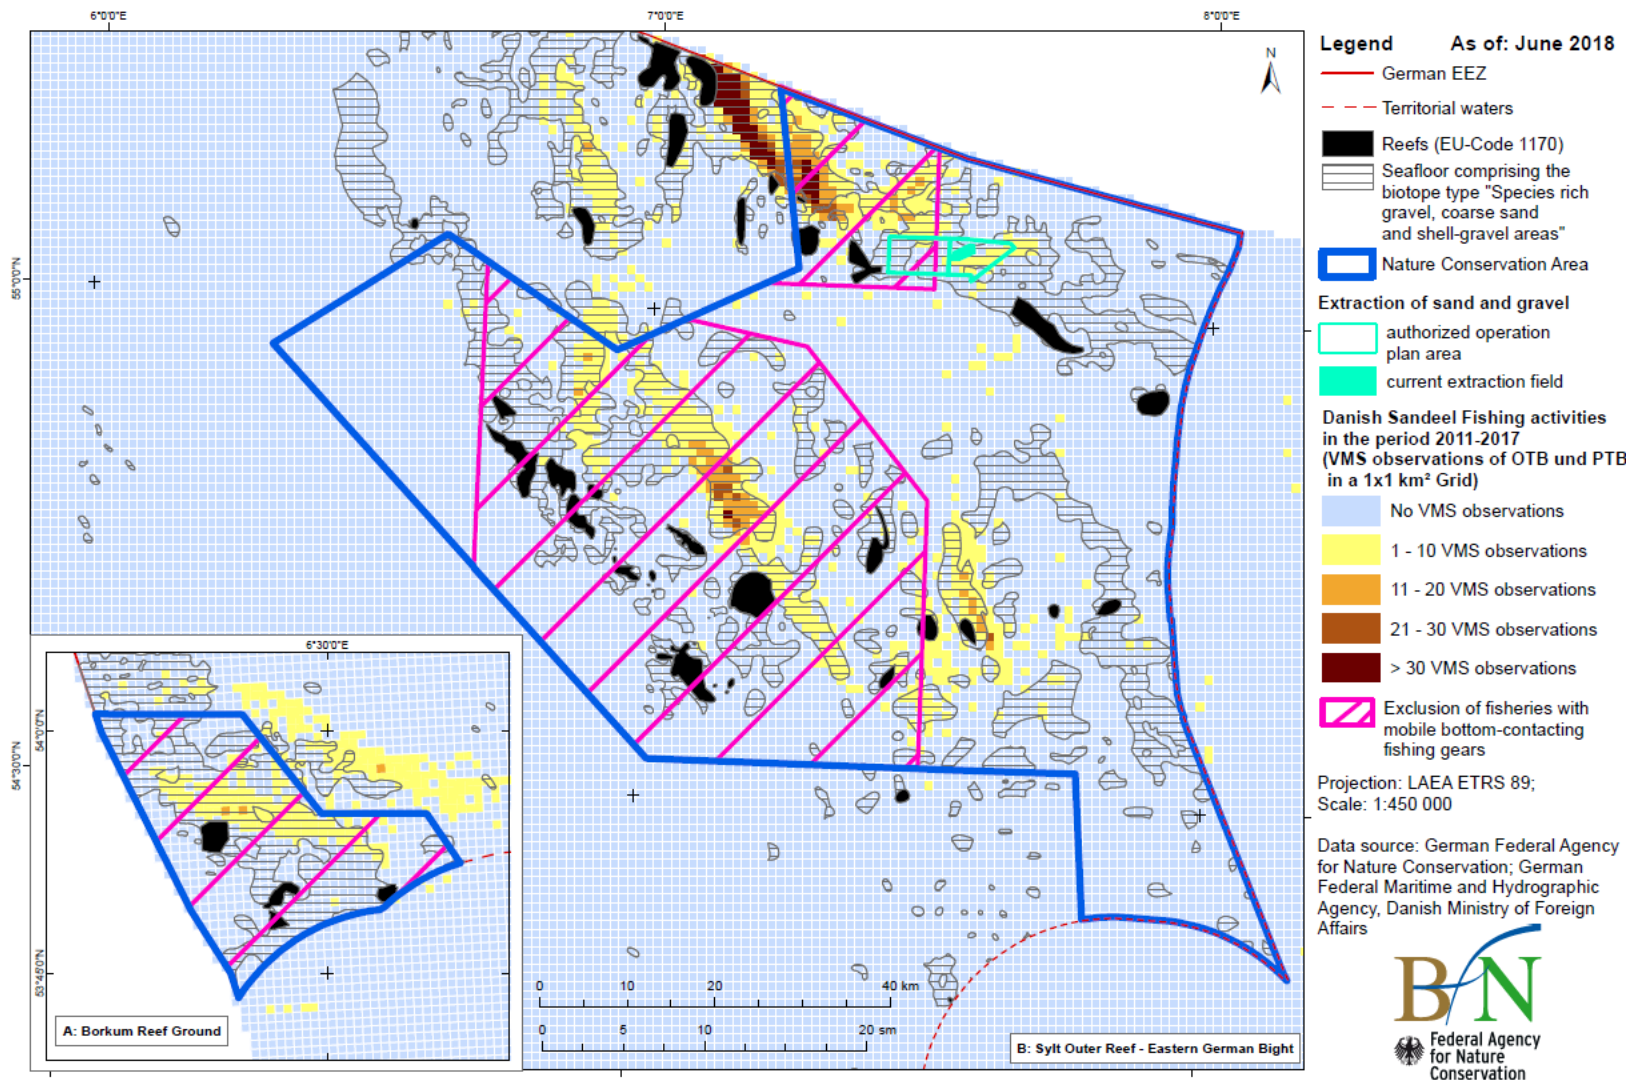 6°0'0"E
7°0'0"E
8°0'0"E
55°0'0"N
54°30'0"N
N
Legend As of: June 2018
German EEZ
Territorial waters
Reefs (EU-Code 1170)
Seafloor comprising the
biotope type "Species rich
gravel, coarse sand
and shell-gravel areas"
Nature Conservation Area
Extraction of sand and gravel
authorized operation
plan area
current extraction field
Danish Sandeel Fishing activities
in the period 2011-2017
(VMS observations of OTB und PTB
in a 1x1 km² Grid)
No VMS observations
1 - 10 VMS observations
11 - 20 VMS observations
21 - 30 VMS observations
> 30 VMS observations
Exclusion of fisheries with
mobile bottom-contacting
fishing gears
Projection: LAEA ETRS 89;
Scale: 1:450 000
Data source: German Federal Agency
for Nature Conservation; German
Federal Maritime and Hydrographic
Agency, Danish Ministry of Foreign
Affairs
BfN
Federal Agency
for Nature
Conservation
6°30'0"E
54°0'0"N
53°45'0"N
A: Borkum Reef Ground
0 10 20 40 km
0 5 10 20 sm
B: Sylt Outer Reef - Eastern German Bight